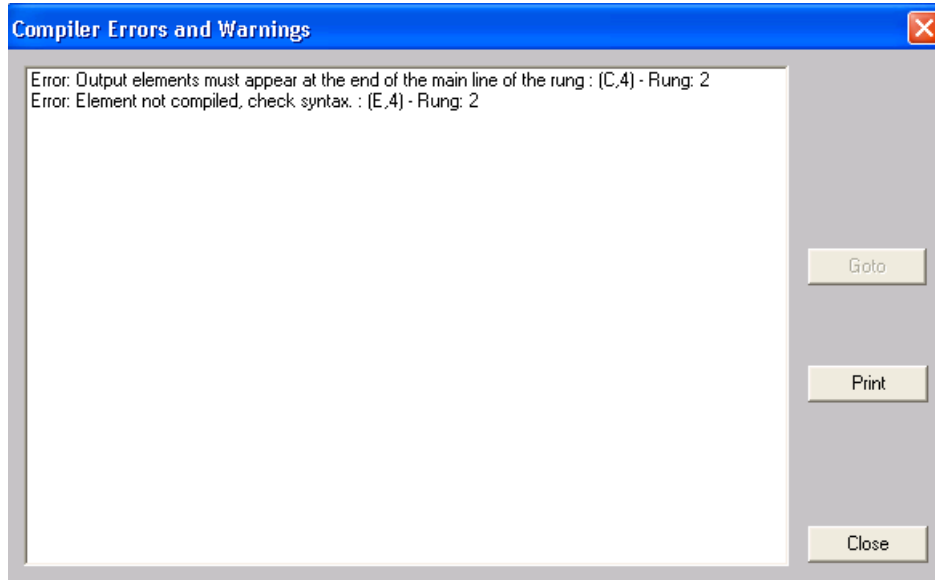 Compiler Errors and Warnings
Error: Output elements must appear at the end of the main line of the rung : (C,4) - Rung: 2
Error: Element not compiled, check syntax. : (E,4) - Rung: 2
Goto
Print
Close